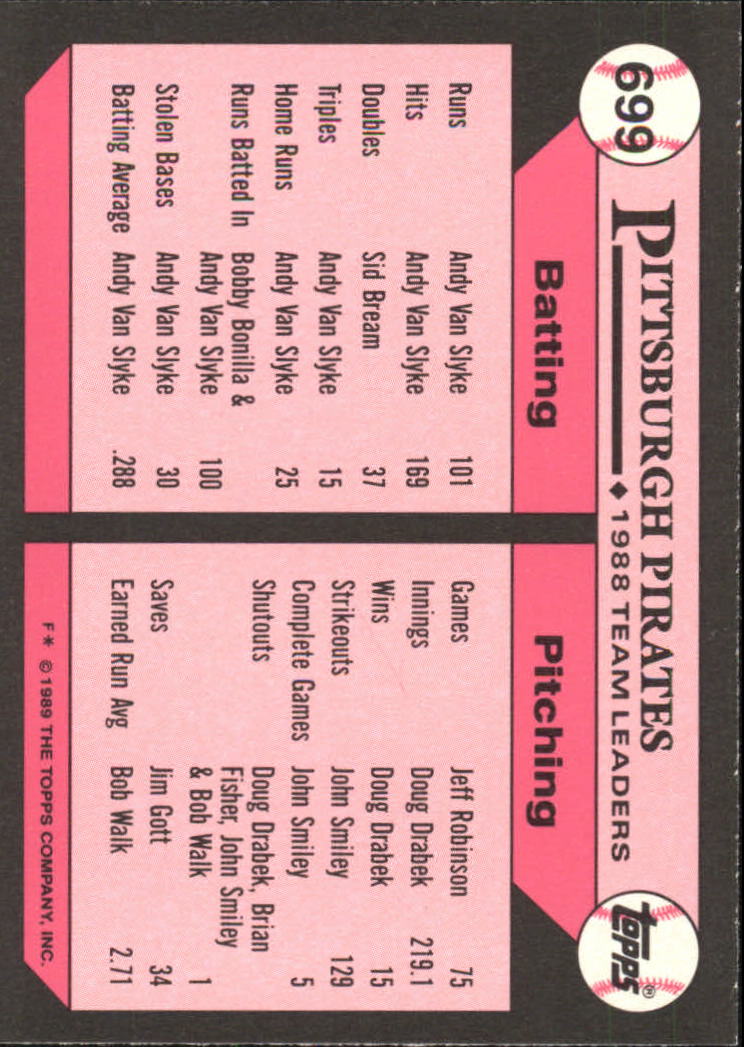 699
PITTSBURGH PIRATES
◆ 1988 TEAM LEADERS
TOPPS®
Batting
Runs Andy Van Slyke 101
Hits Andy Van Slyke 169
Doubles Sid Bream 37
Triples Andy Van Slyke 15
Home Runs Andy Van Slyke 25
Runs Batted In Bobby Bonilla &
Andy Van Slyke 100
Stolen Bases Andy Van Slyke 30
Batting Average Andy Van Slyke .288
Pitching
Games Jeff Robinson 75
Innings Doug Drabek 219.1
Wins Doug Drabek 15
Strikeouts John Smiley 129
Complete Games John Smiley 5
Shutouts Doug Drabek, Brian
Fisher, John Smiley
& Bob Walk 1
Saves Jim Gott 34
Earned Run Avg Bob Walk 2.71
F* © 1989 THE TOPPS COMPANY, INC.